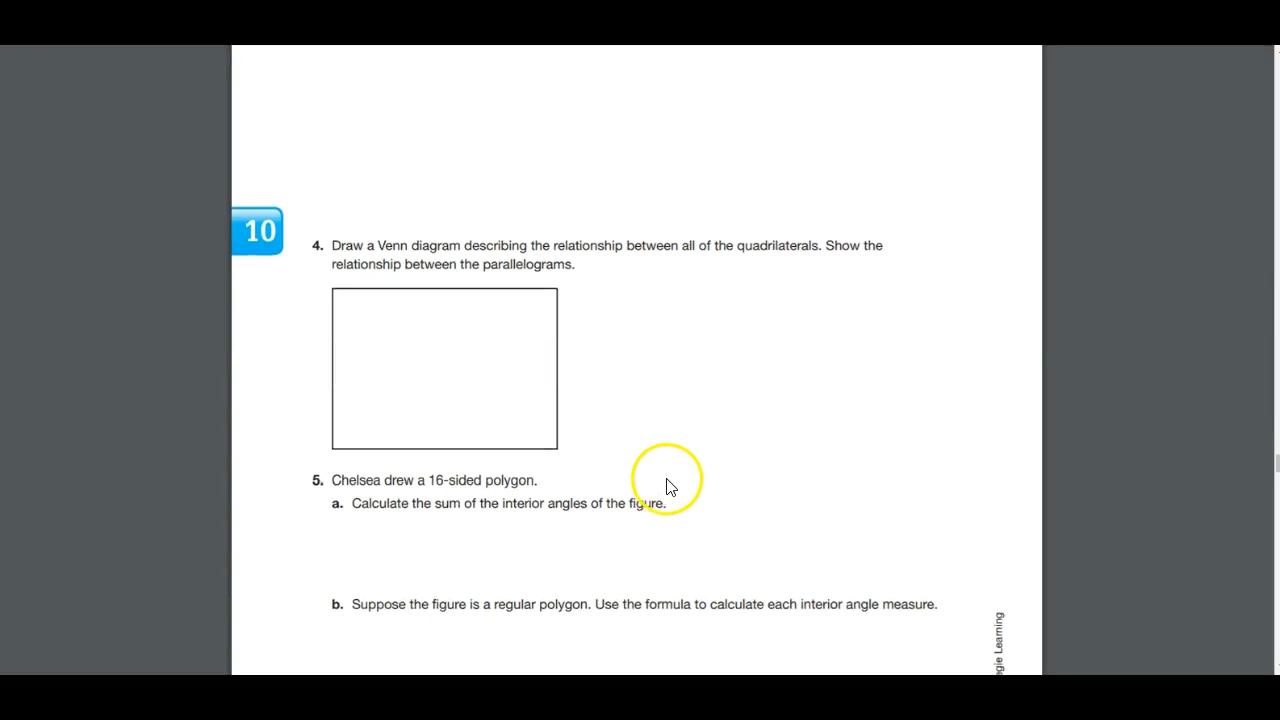 10
4. Draw a Venn diagram describing the relationship between all of the quadrilaterals. Show the
relationship between the parallelograms.
5. Chelsea drew a 16-sided polygon.
a. Calculate the sum of the interior angles of the figure.
b. Suppose the figure is a regular polygon. Use the formula to calculate each interior angle measure.
Learning